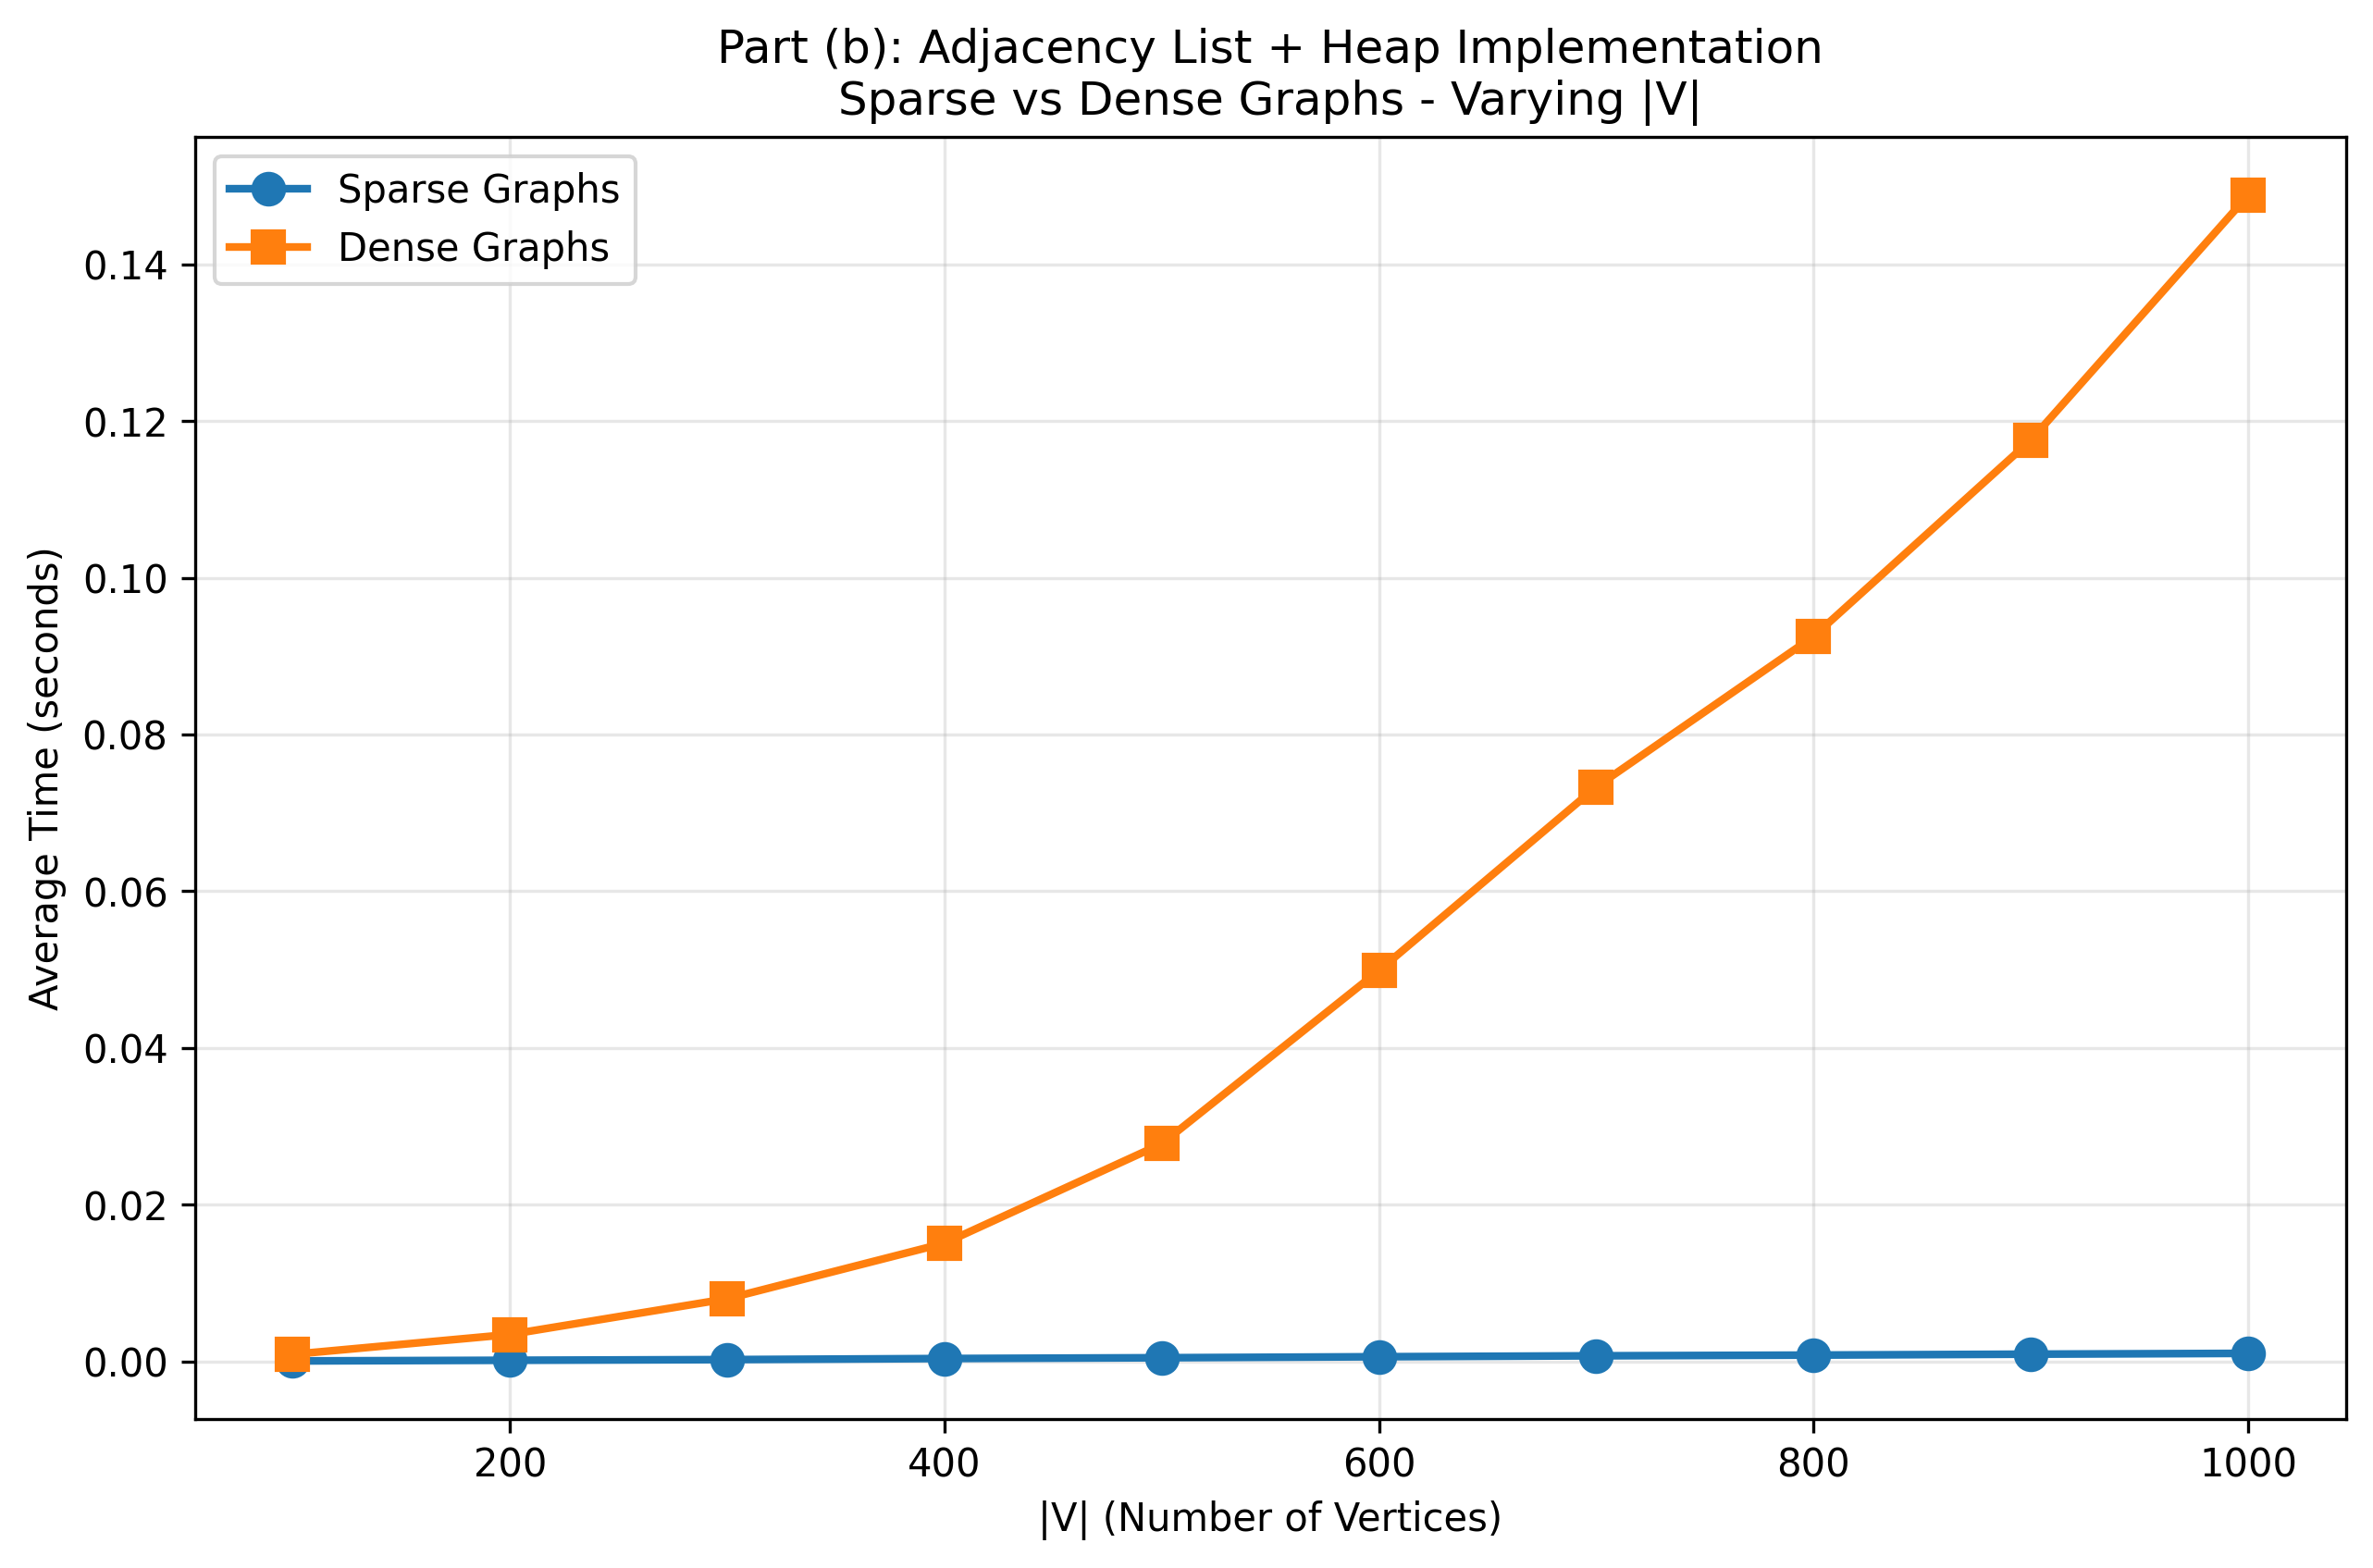 Part (b): Adjacency List + Heap Implementation
Sparse vs Dense Graphs - Varying |V|
Sparse Graphs
Dense Graphs
Average Time (seconds)
0.14
0.12
0.10
0.08
0.06
0.04
0.02
0.00
200 400 600 800 1000
|V| (Number of Vertices)